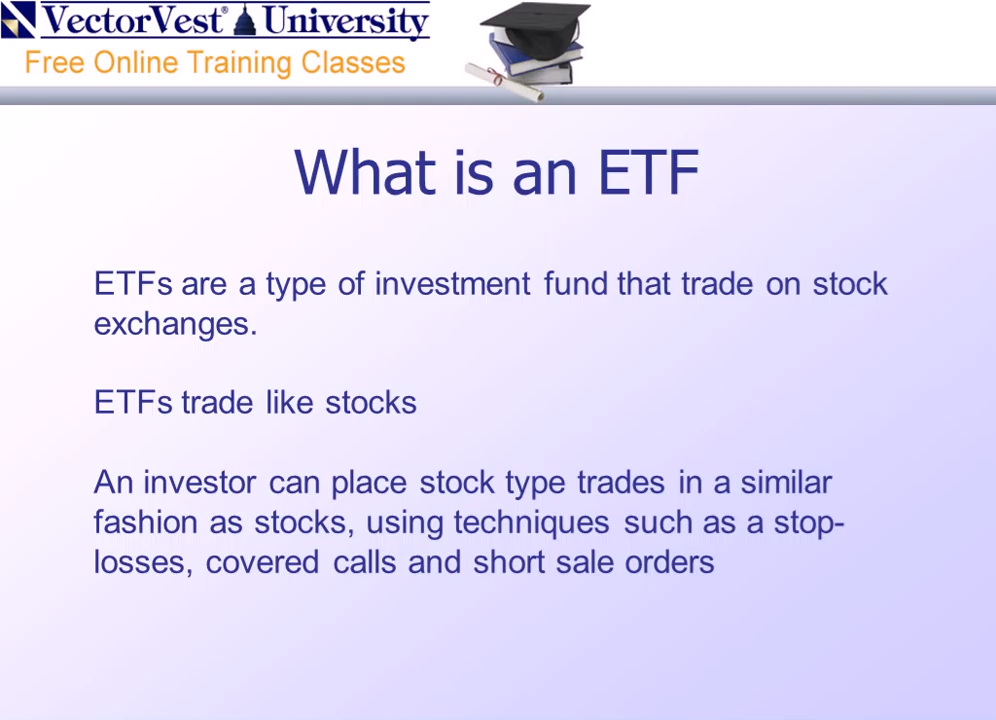 VectorVest® University
Free Online Training Classes
What is an ETF
ETFs are a type of investment fund that trade on stock
exchanges.
ETFs trade like stocks
An investor can place stock type trades in a similar
fashion as stocks, using techniques such as a stop-
losses, covered calls and short sale orders